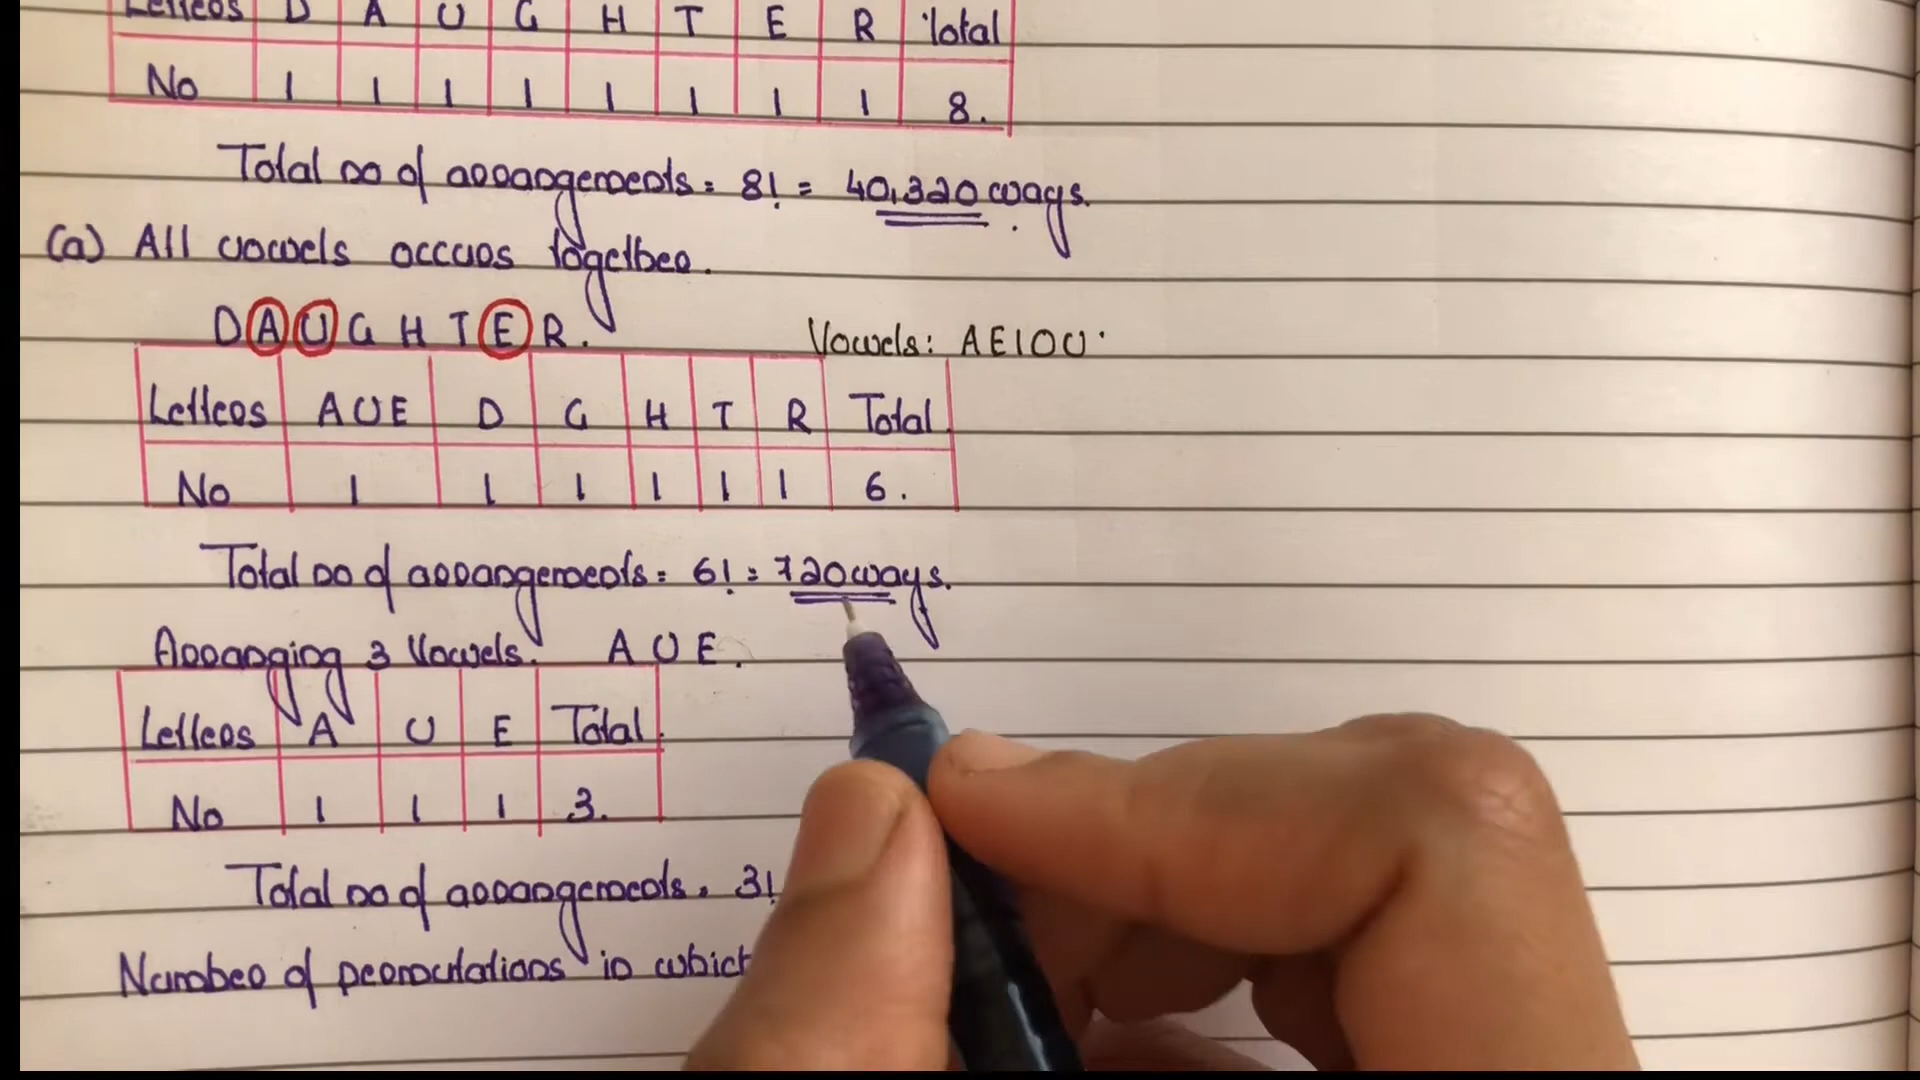 Letters D A U G H T E R Total
No 1 1 1 1 1 1 1 1 8.
Total no of arrangements = 8! = 40,320 ways.
(a) All vowels occurs together.
DAUGHTER. Vowels: AEIOU.
Letters AUE D G H T R Total
No 1 1 1 1 1 1 6.
Total no of arrangements = 6! = 720 ways.
Arranging 3 Vowels. AUE.
Letters A U E Total
No 1 1 1 3.
Total no of arrangements = 3!
Number of permutations in which